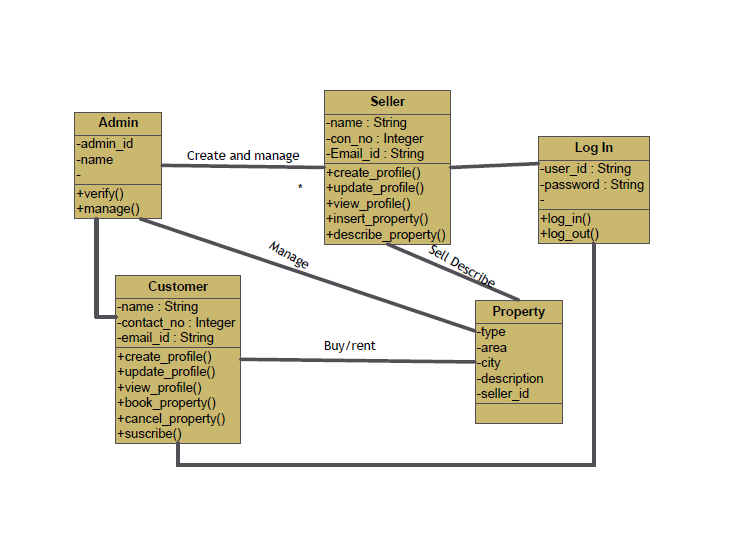 Admin
-admin_id
-name
-
+verify()
+manage()
Create and manage
*
Seller
-name : String
-con_no : Integer
-Email_id : String
+create_profile()
+update_profile()
+view_profile()
+insert_property()
+describe_property()
Log In
-user_id : String
-password : String
-
+log_in()
+log_out()
Manage
Sell Describe
Customer
-name : String
-contact_no : Integer
-email_id : String
+create_profile()
+update_profile()
+view_profile()
+book_property()
+cancel_property()
+suscribe()
Buy/rent
Property
-type
-area
-city
-description
-seller_id